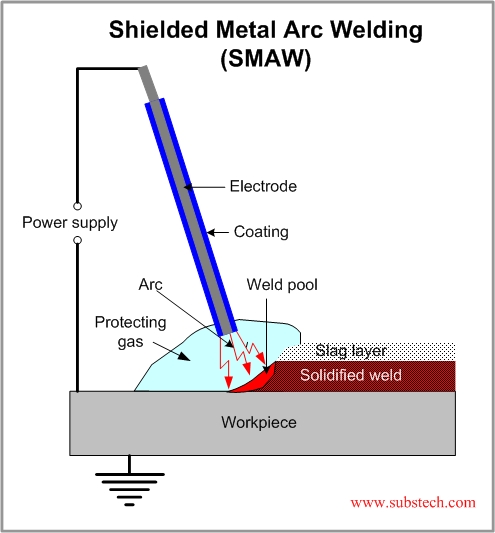 Shielded Metal Arc Welding
(SMAW)
Electrode
Power supply
Coating
Arc
Weld pool
Protecting
gas
Slag layer
Solidified weld
Workpiece
www.substech.com